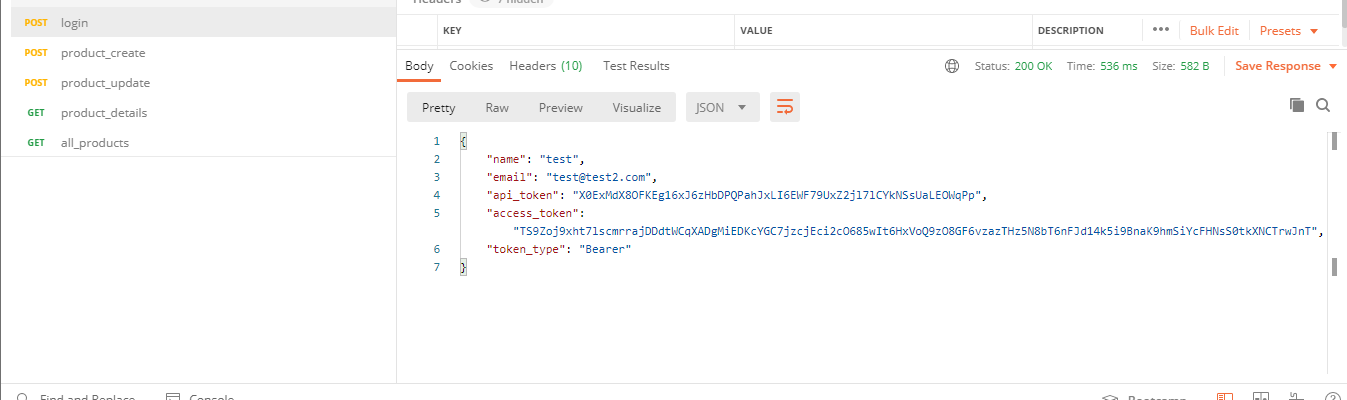 Headers 7 hidden
POST login
KEY VALUE DESCRIPTION ••• Bulk Edit Presets
POST product_create
Body Cookies Headers (10) Test Results Status: 200 OK Time: 536 ms Size: 582 B Save Response
POST product_update
GET product_details
GET all_products
Pretty Raw Preview Visualize JSON
1 {
2 "name": "test",
3 "email": "test@test2.com",
4 "api_token": "X0ExMdX8OFKEg16xJ6zHbDPQPahJxLI6EWF79UxZ2jl7lCYkNSsUaLEOWqPp",
5 "access_token":
"TS9Zoj9xht7lscmrrajDDdtWCqXADgMiEDKcYGC7jzcjEci2cO685wIt6HxVoQ9zO8GF6vzazTHz5N8bT6nFJd14k5i9BnaK9hmSiYcFHNsS0tkXNCTrwJnT",
6 "token_type": "Bearer"
7 }
Find and Replace Console Bootcamp